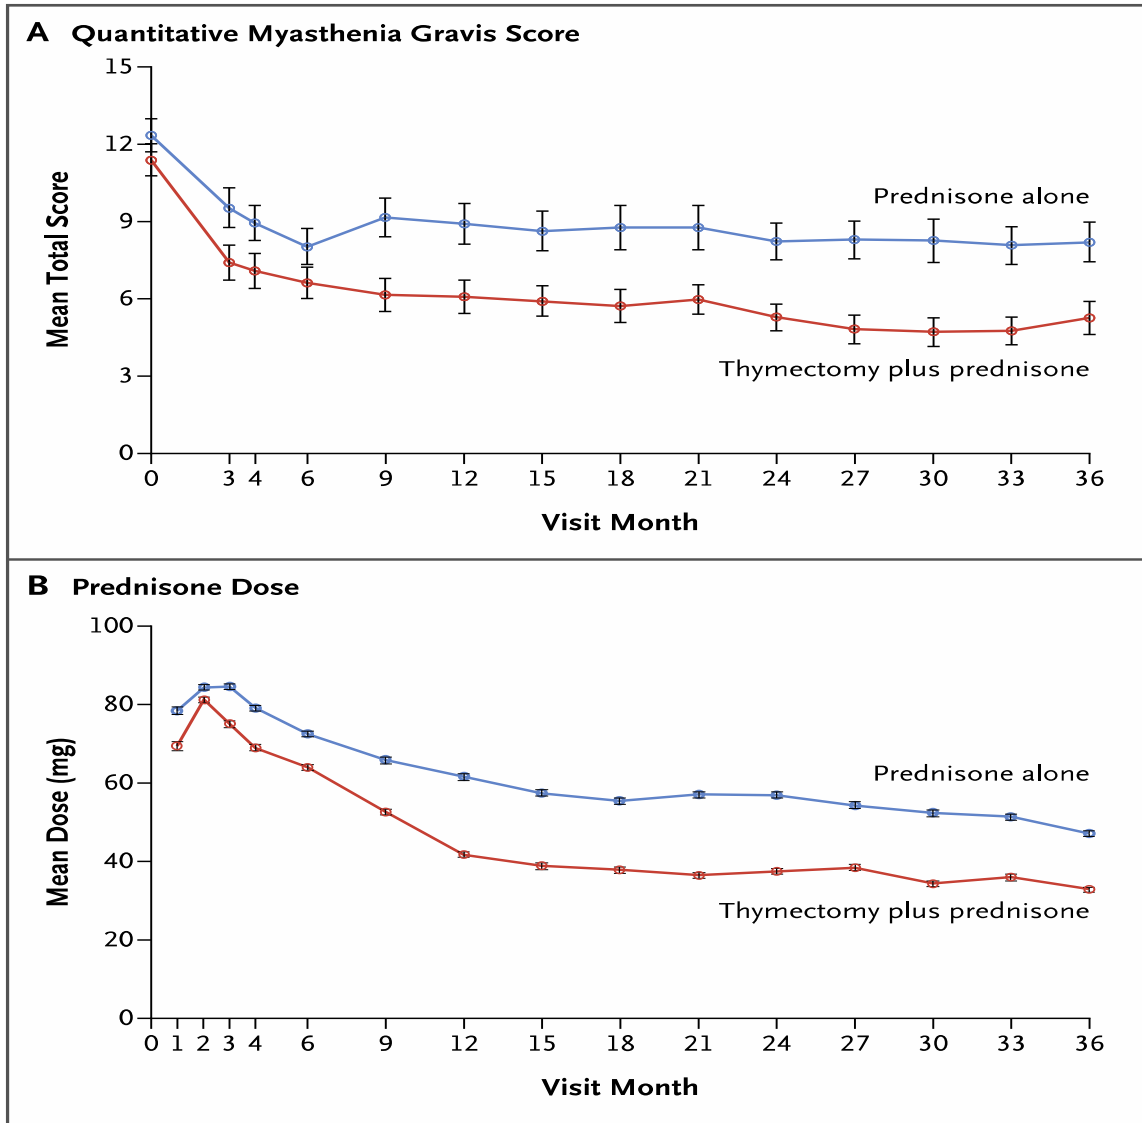 A Quantitative Myasthenia Gravis Score
15
12
9
6
3
0
Mean Total Score
Prednisone alone
Thymectomy plus prednisone
0 3 4 6 9 12 15 18 21 24 27 30 33 36
Visit Month
B Prednisone Dose
100
80
60
40
20
0
Mean Dose (mg)
Prednisone alone
Thymectomy plus prednisone
0 1 2 3 4 6 9 12 15 18 21 24 27 30 33 36
Visit Month